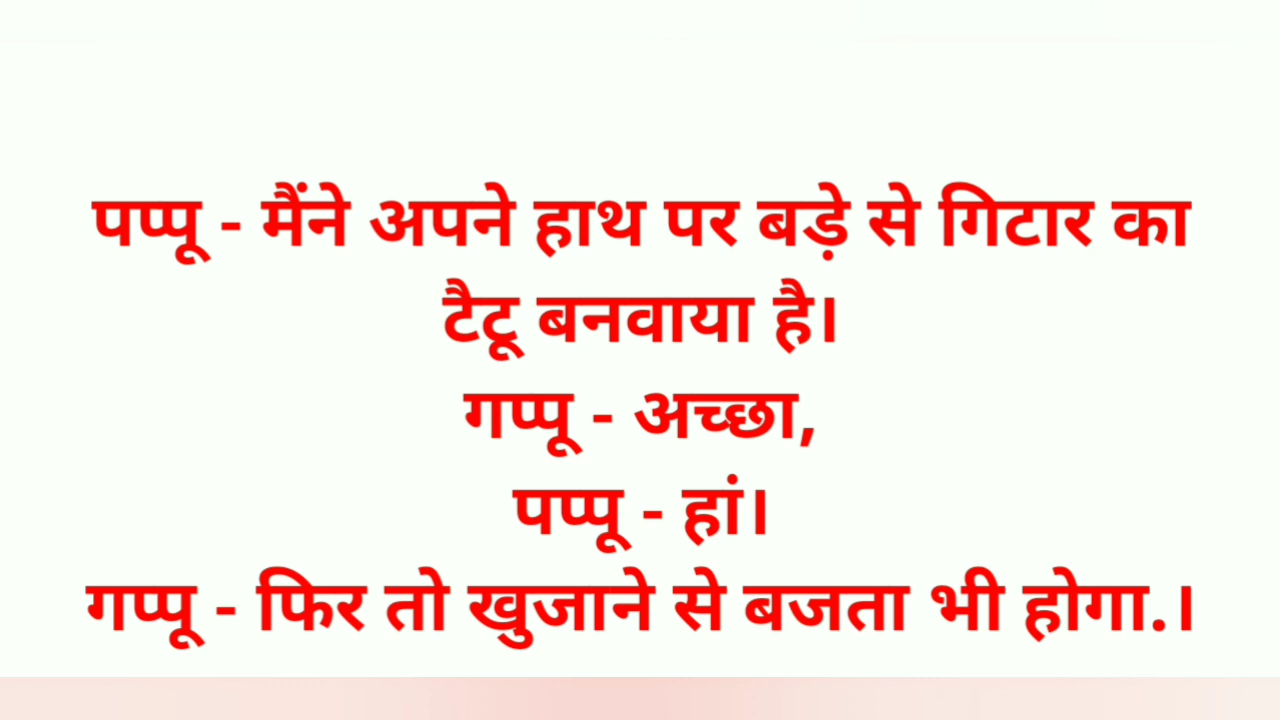 पप्पू - मैंने अपने हाथ पर बड़े से गिटार का
टैटू बनवाया है।
गप्पू - अच्छा,
पप्पू - हां।
गप्पू - फिर तो खुजाने से बजता भी होगा.।